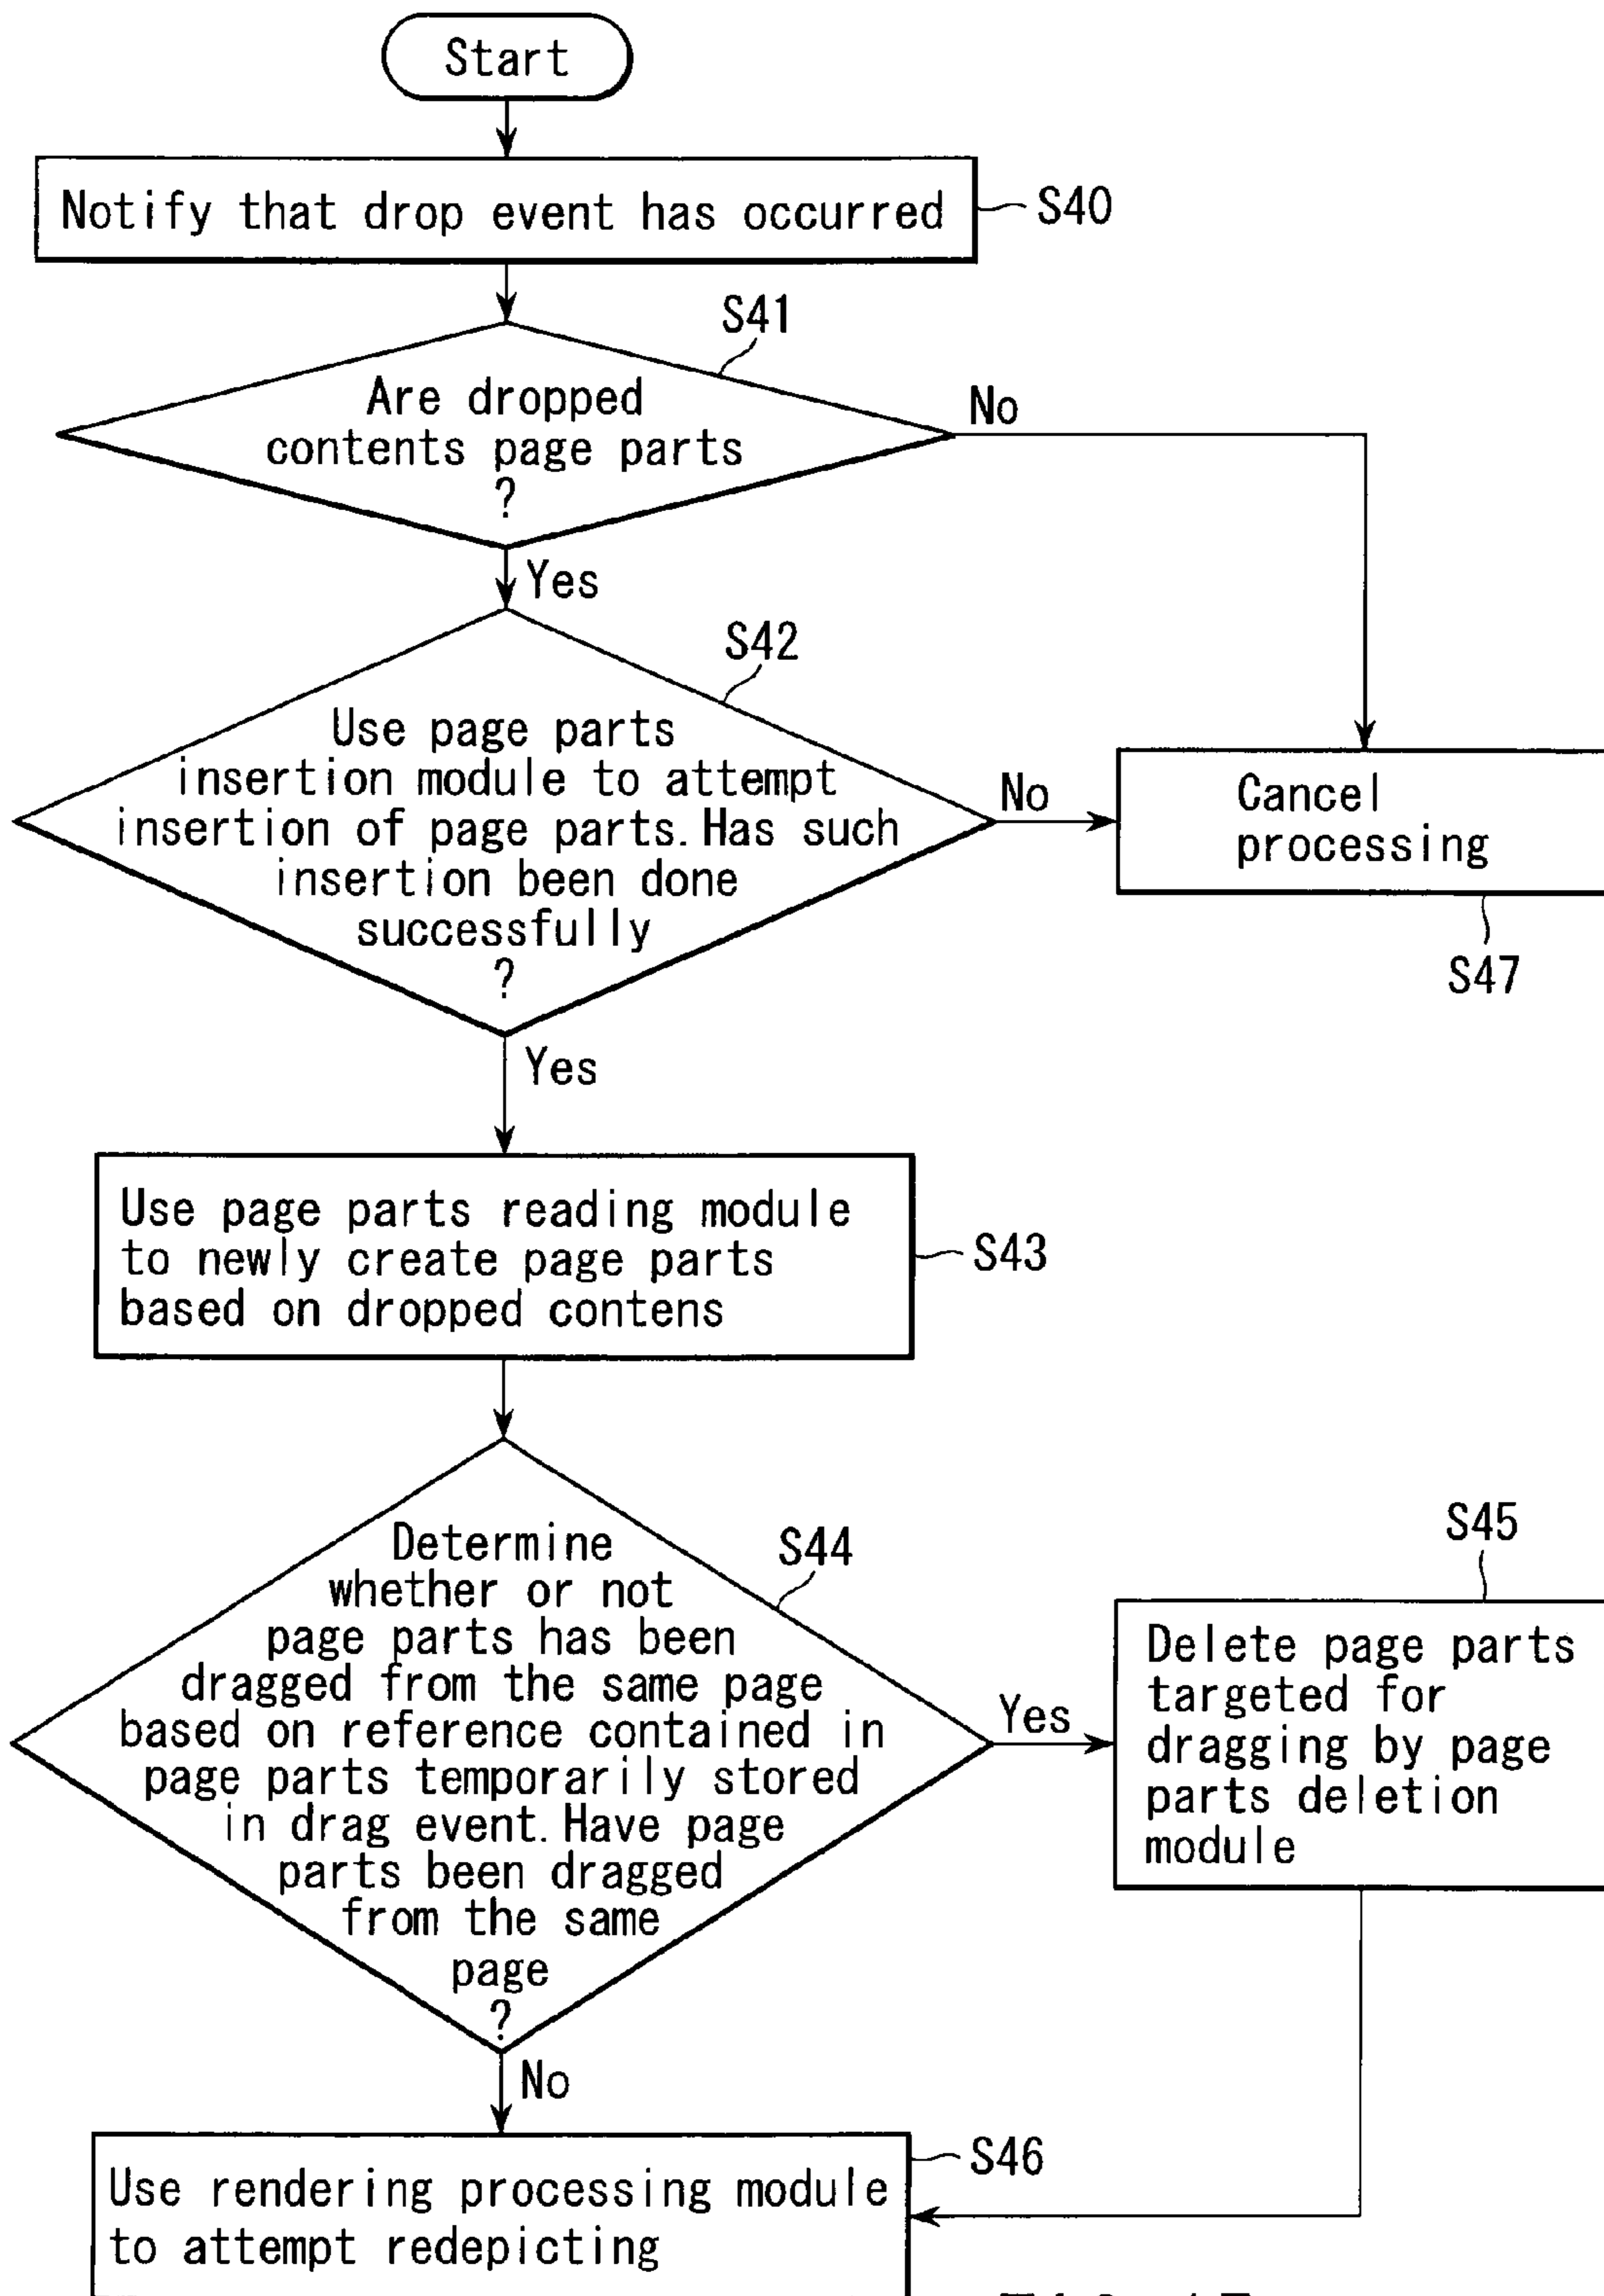 Start
Notify that drop event has occurred
S40
S41
Are dropped
contents page parts
?
No
Yes
S42
Use page parts
insertion module to attempt
insertion of page parts. Has such
insertion been done
successfully
?
No
Cancel
processing
S47
Yes
Use page parts reading module
to newly create page parts
based on dropped contens
S43
S44
Determine
whether or not
page parts has been
dragged from the same page
based on reference contained in
page parts temporarily stored
in drag event. Have page
parts been dragged
from the same
page
?
Yes
S45
Delete page parts
targeted for
dragging by page
parts deletion
module
No
S46
Use rendering processing module
to attempt redepicting